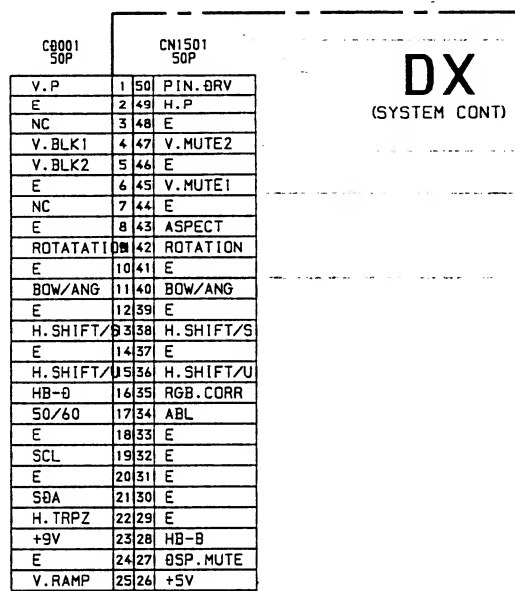 C0001 CN1501
50P 50P
DX
(SYSTEM CONT)
V.P 1 50 PIN.DRV
E 2 49 H.P
NC 3 48 E
V.BLK1 4 47 V.MUTE2
V.BLK2 5 46 E
E 6 45 V.MUTE1
NC 7 44 E
E 8 43 ASPECT
ROTATATION 9 42 ROTATION
E 10 41 E
BOW/ANG 11 40 BOW/ANG
E 12 39 E
H.SHIFT/S 13 38 H.SHIFT/S
E 14 37 E
H.SHIFT/U 15 36 H.SHIFT/U
HB-D 16 35 RGB.CORR
50/60 17 34 ABL
E 18 33 E
SCL 19 32 E
E 20 31 E
SDA 21 30 E
H.TRPZ 22 29 E
+9V 23 28 HB-B
E 24 27 DSP.MUTE
V.RAMP 25 26 +5V